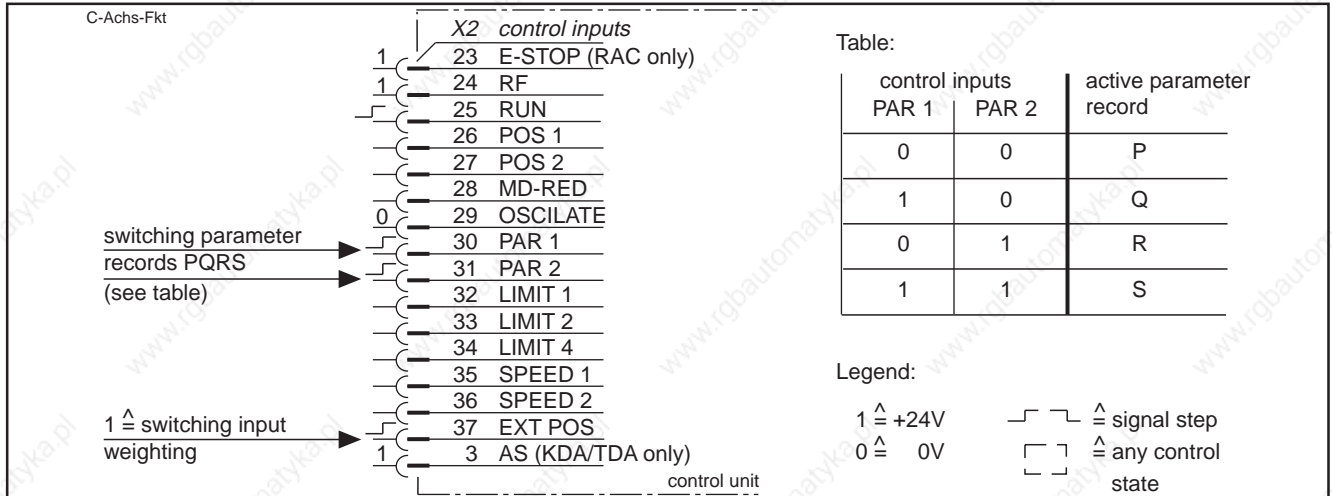 C-Achs-Fkt
X2 control inputs
1 23 E-STOP (RAC only)
1 24 RF
25 RUN
26 POS 1
27 POS 2
28 MD-RED
0 29 OSCILATE
30 PAR 1
31 PAR 2
32 LIMIT 1
33 LIMIT 2
34 LIMIT 4
35 SPEED 1
36 SPEED 2
37 EXT POS
1 3 AS (KDA/TDA only)
control unit
switching parameter
records PQRS
(see table)
1 ≙ switching input
weighting
Table:
control inputs active parameter
PAR 1 PAR 2 record
0 0 P
1 0 Q
0 1 R
1 1 S
Legend:
1 ≙ +24V
0 ≙ 0V
≙ signal step
≙ any control
state
www.rgbautomatyka.pl